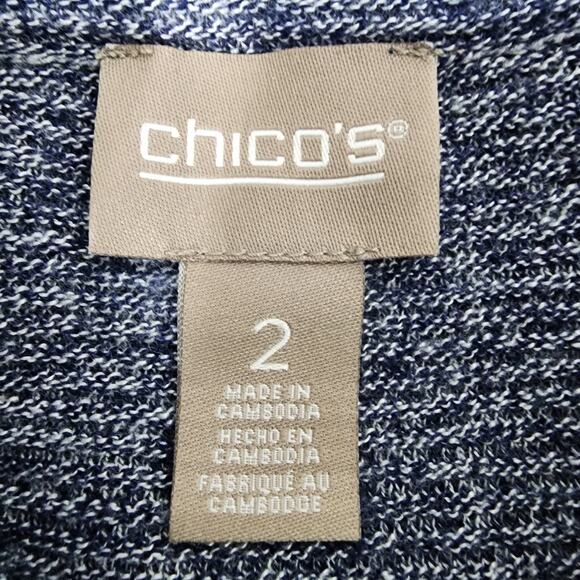 chico's®
2
MADE IN
CAMBODIA
HECHO EN
CAMBODIA
FABRIQUÉ AU
CAMBODGE